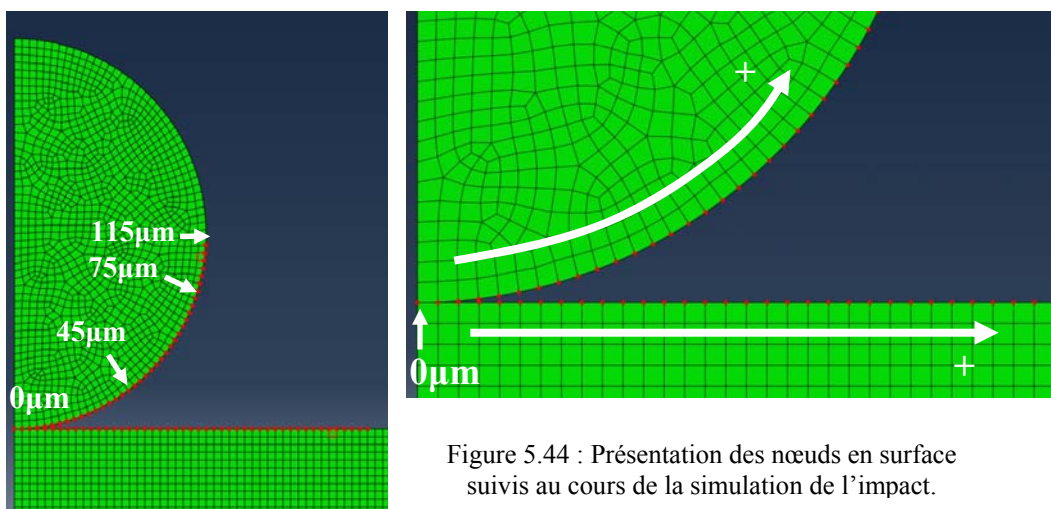 115µm
75µm
45µm
0µm
+
0µm
+
Figure 5.44 : Présentation des nœuds en surface
suivis au cours de la simulation de l’impact.